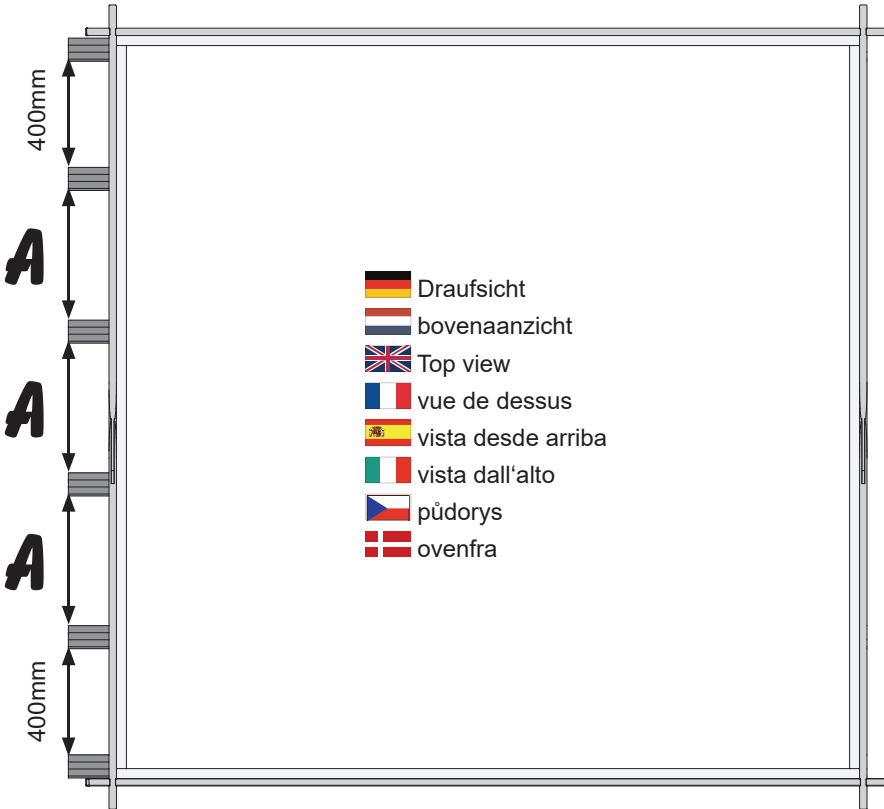 400mm
A
A
A
400mm
Draufsicht
bovenaanzicht
Top view
vue de dessus
vista desde arriba
vista dall‘alto
půdorys
ovenfra